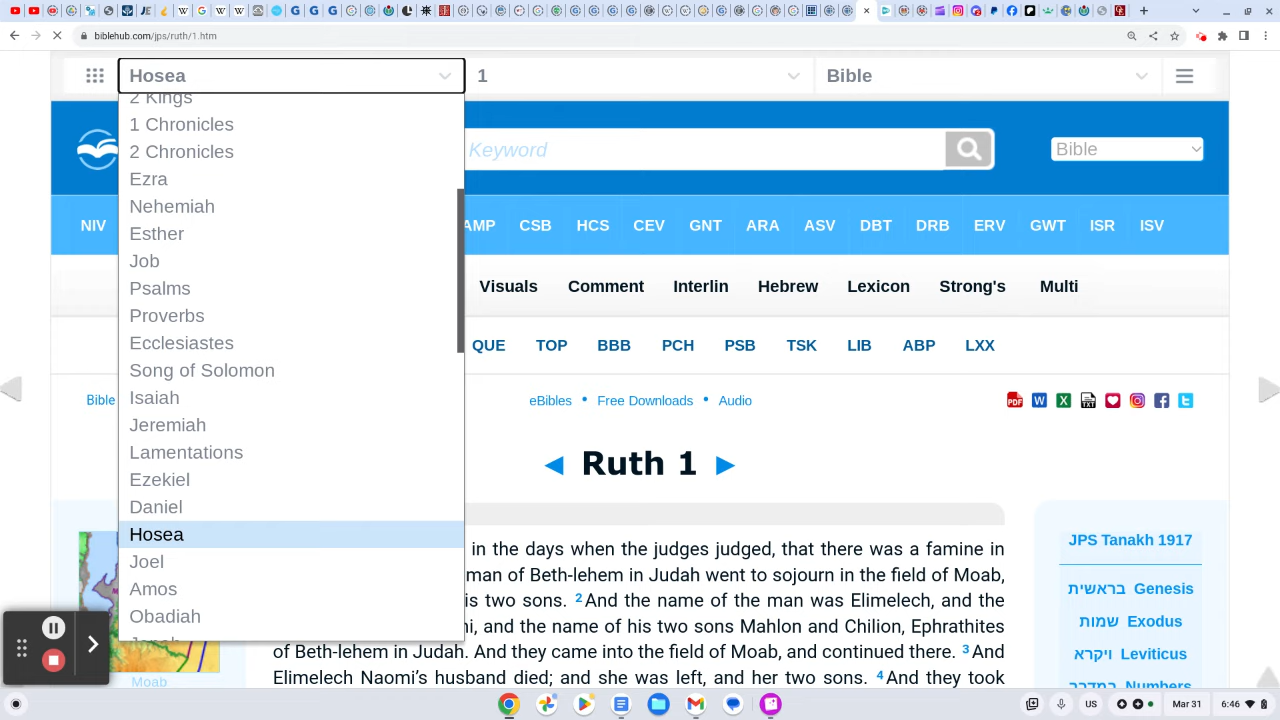 biblehub.com/jps/ruth/1.htm
Hosea
1
Bible
2 Kings
1 Chronicles
2 Chronicles
Ezra
Nehemiah
Esther
Job
Psalms
Proverbs
Ecclesiastes
Song of Solomon
Isaiah
Jeremiah
Lamentations
Ezekiel
Daniel
Hosea
Joel
Amos
Obadiah
Jonah
Keyword
Bible
NIV AMP CSB HCS CEV GNT ARA ASV DBT DRB ERV GWT ISR ISV
Visuals Comment Interlin Hebrew Lexicon Strong's Multi
QUE TOP BBB PCH PSB TSK LIB ABP LXX
Bible
eBibles • Free Downloads • Audio
PDF W X TXT
◄ Ruth 1 ►
in the days when the judges judged, that there was a famine in
man of Beth-lehem in Judah went to sojourn in the field of Moab,
is two sons. 2And the name of the man was Elimelech, and the
i, and the name of his two sons Mahlon and Chilion, Ephrathites
of Beth-lehem in Judah. And they came into the field of Moab, and continued there. 3And
Elimelech Naomi's husband died; and she was left, and her two sons. 4And they took
Moab
JPS Tanakh 1917
בראשית Genesis
שמות Exodus
ויקרא Leviticus
במדבר Numbers
US
Mar 31
6:46